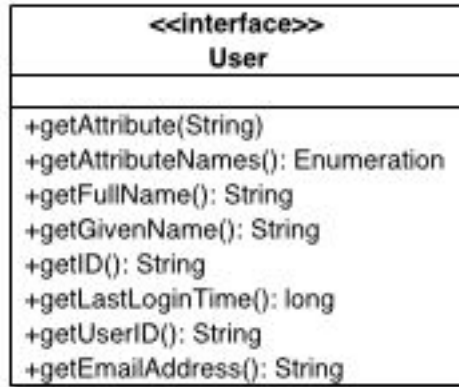 <<interface>>
User
+getAttribute(String)
+getAttributeNames(): Enumeration
+getFullName(): String
+getGivenName(): String
+getID(): String
+getLastLoginTime(): long
+getUserID(): String
+getEmailAddress(): String